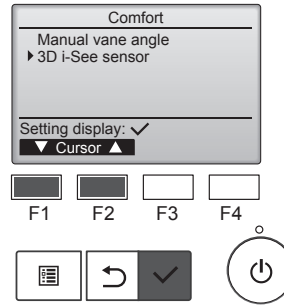 Comfort
Manual vane angle
3D i-See sensor
Setting display: ✓
▼ Cursor ▲
F1 F2 F3 F4